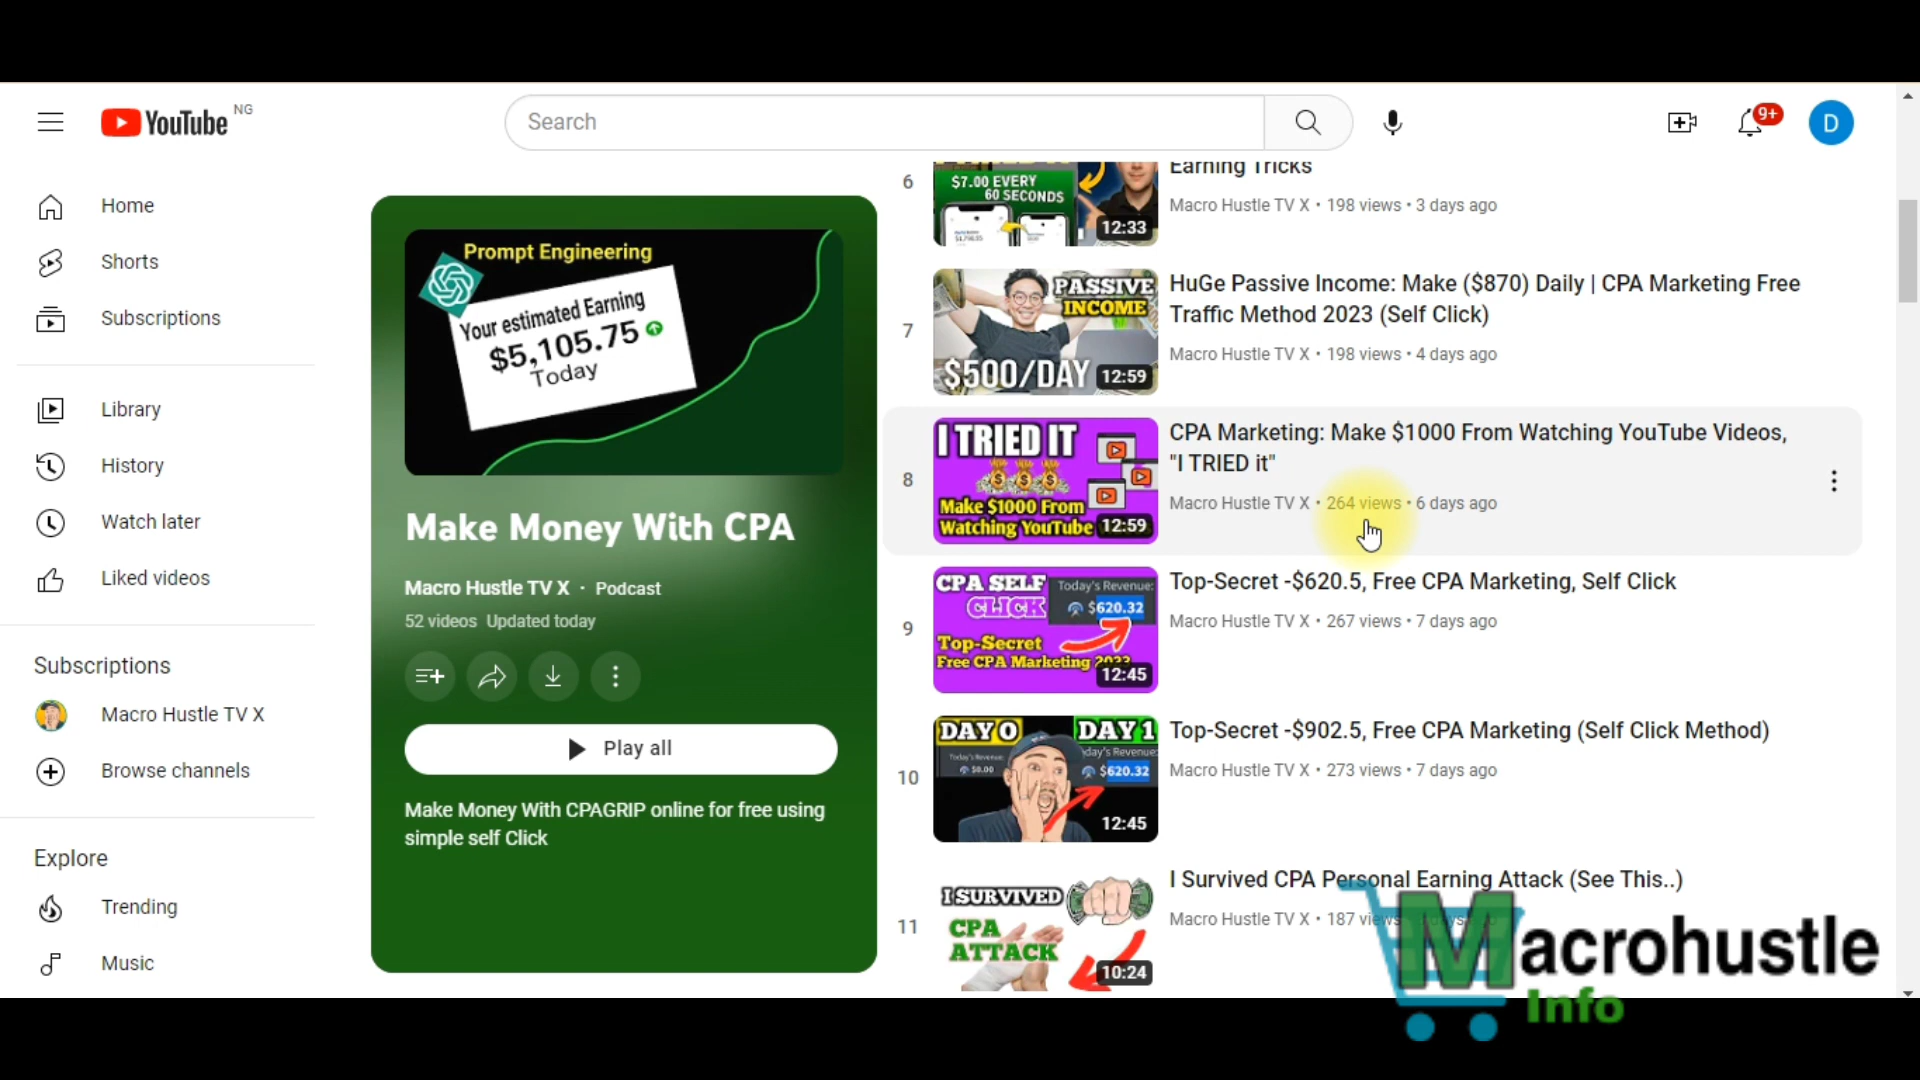 YouTube NG
Search
9+
D
Home
Shorts
Subscriptions
Library
History
Watch later
Liked videos
Subscriptions
Macro Hustle TV X
Browse channels
Explore
Trending
Music
Prompt Engineering
Your estimated Earning
$5,105.75
Today
Make Money With CPA
Macro Hustle TV X · Podcast
52 videos Updated today
Play all
Make Money With CPAGRIP online for free using
simple self Click
6
$7.00 EVERY
60 SECONDS
12:33
Earning Tricks
Macro Hustle TV X • 198 views • 3 days ago
7
PASSIVE
INCOME
$500/DAY
12:59
HuGe Passive Income: Make ($870) Daily | CPA Marketing Free
Traffic Method 2023 (Self Click)
Macro Hustle TV X • 198 views • 4 days ago
8
I TRIED IT
$ $ $
Make $1000 From
Watching YouTube
12:59
CPA Marketing: Make $1000 From Watching YouTube Videos,
"I TRIED it"
Macro Hustle TV X • 264 views • 6 days ago
9
CPA SELF
CLICK
Today's Revenue:
$620.32
Top-Secret
Free CPA Marketing 2023
12:45
Top-Secret -$620.5, Free CPA Marketing, Self Click
Macro Hustle TV X • 267 views • 7 days ago
10
DAY 0
DAY 1
Today's Revenue:
$0.00
day's Revenue:
$620.32
12:45
Top-Secret -$902.5, Free CPA Marketing (Self Click Method)
Macro Hustle TV X • 273 views • 7 days ago
11
I SURVIVED
CPA
ATTACK
10:24
I Survived CPA Personal Earning Attack (See This..)
Macro Hustle TV X • 187 views
Macrohustle
Info